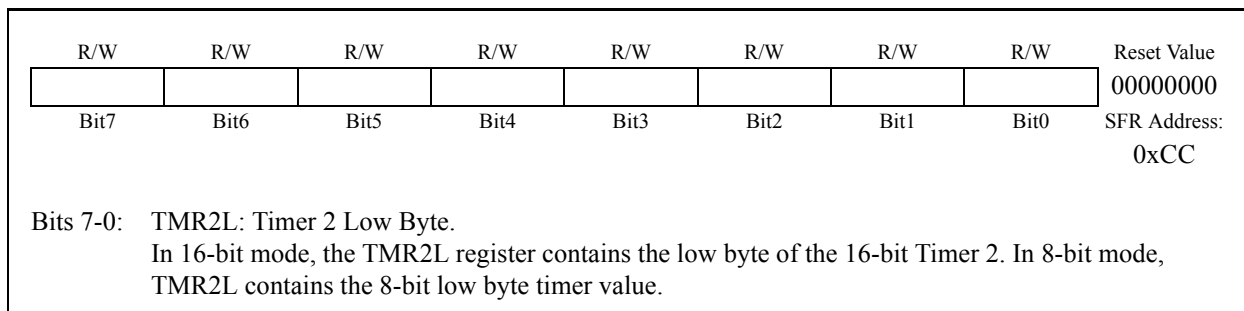 R/W R/W R/W R/W R/W R/W R/W R/W Reset Value
00000000
Bit7 Bit6 Bit5 Bit4 Bit3 Bit2 Bit1 Bit0 SFR Address:
0xCC
Bits 7-0: TMR2L: Timer 2 Low Byte.
In 16-bit mode, the TMR2L register contains the low byte of the 16-bit Timer 2. In 8-bit mode,
TMR2L contains the 8-bit low byte timer value.